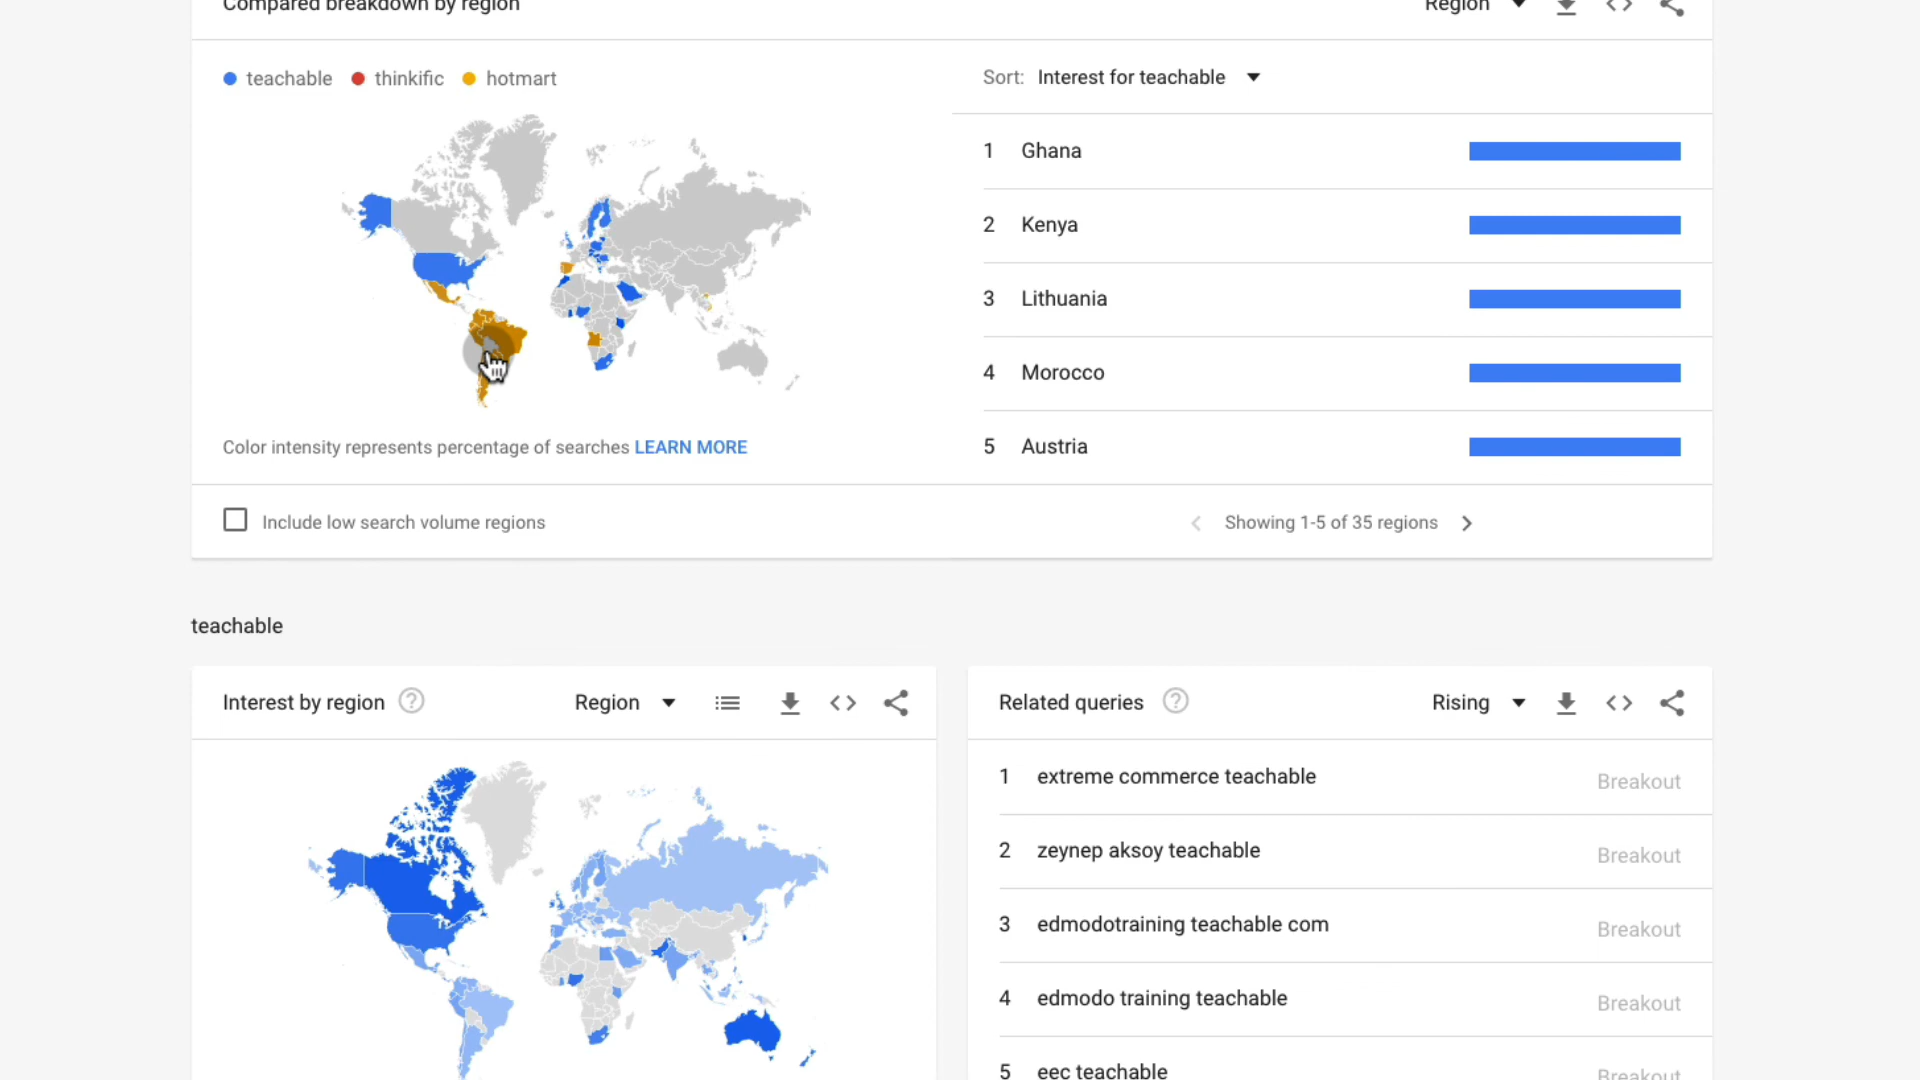 Compared breakdown by region
Region
teachable thinkific hotmart
Sort: Interest for teachable
1 Ghana
2 Kenya
3 Lithuania
4 Morocco
5 Austria
Color intensity represents percentage of searches LEARN MORE
Include low search volume regions
Showing 1-5 of 35 regions
teachable
Interest by region
Region
Related queries
Rising
1 extreme commerce teachable Breakout
2 zeynep aksoy teachable Breakout
3 edmodotraining teachable com Breakout
4 edmodo training teachable Breakout
5 eec teachable Breakout